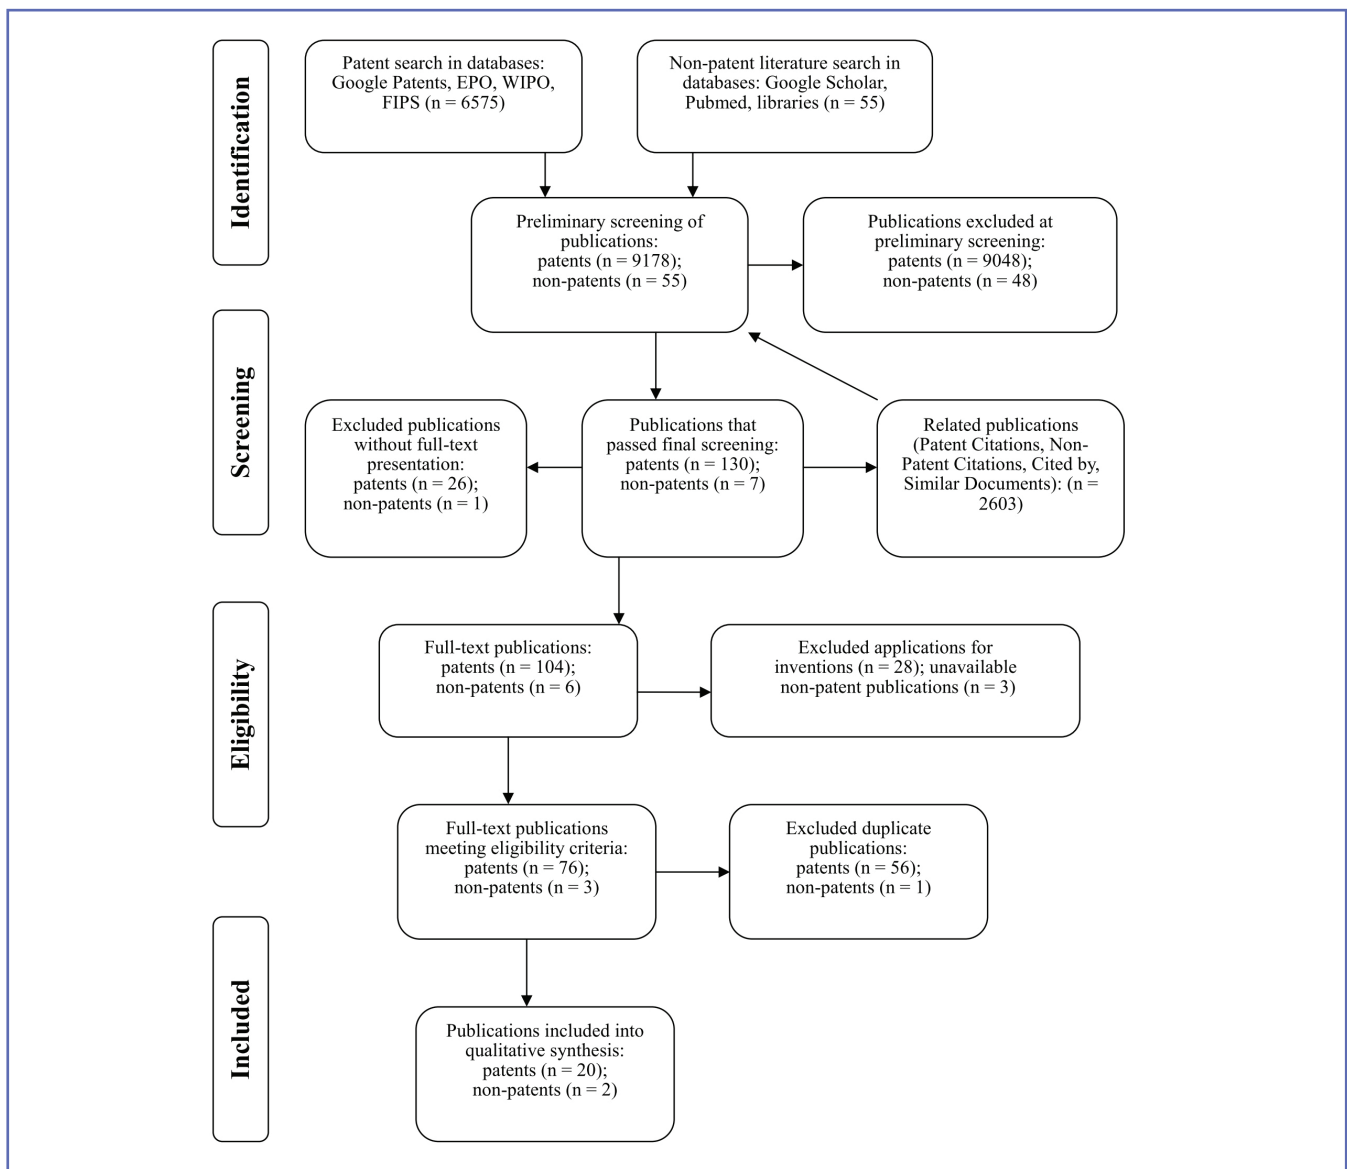 Identification
Patent search in databases:
Google Patents, EPO, WIPO,
FIPS (n = 6575)
Non-patent literature search in
databases: Google Scholar,
Pubmed, libraries (n = 55)
Preliminary screening of
publications:
patents (n = 9178);
non-patents (n = 55)
Publications excluded at
preliminary screening:
patents (n = 9048);
non-patents (n = 48)
Screening
Excluded publications
without full-text
presentation:
patents (n = 26);
non-patents (n = 1)
Publications that
passed final screening:
patents (n = 130);
non-patents (n = 7)
Related publications
(Patent Citations, Non-
Patent Citations, Cited by,
Similar Documents): (n =
2603)
Eligibility
Full-text publications:
patents (n = 104);
non-patents (n = 6)
Excluded applications for
inventions (n = 28); unavailable
non-patent publications (n = 3)
Full-text publications
meeting eligibility criteria:
patents (n = 76);
non-patents (n = 3)
Excluded duplicate
publications:
patents (n = 56);
non-patents (n = 1)
Included
Publications included into
qualitative synthesis:
patents (n = 20);
non-patents (n = 2)